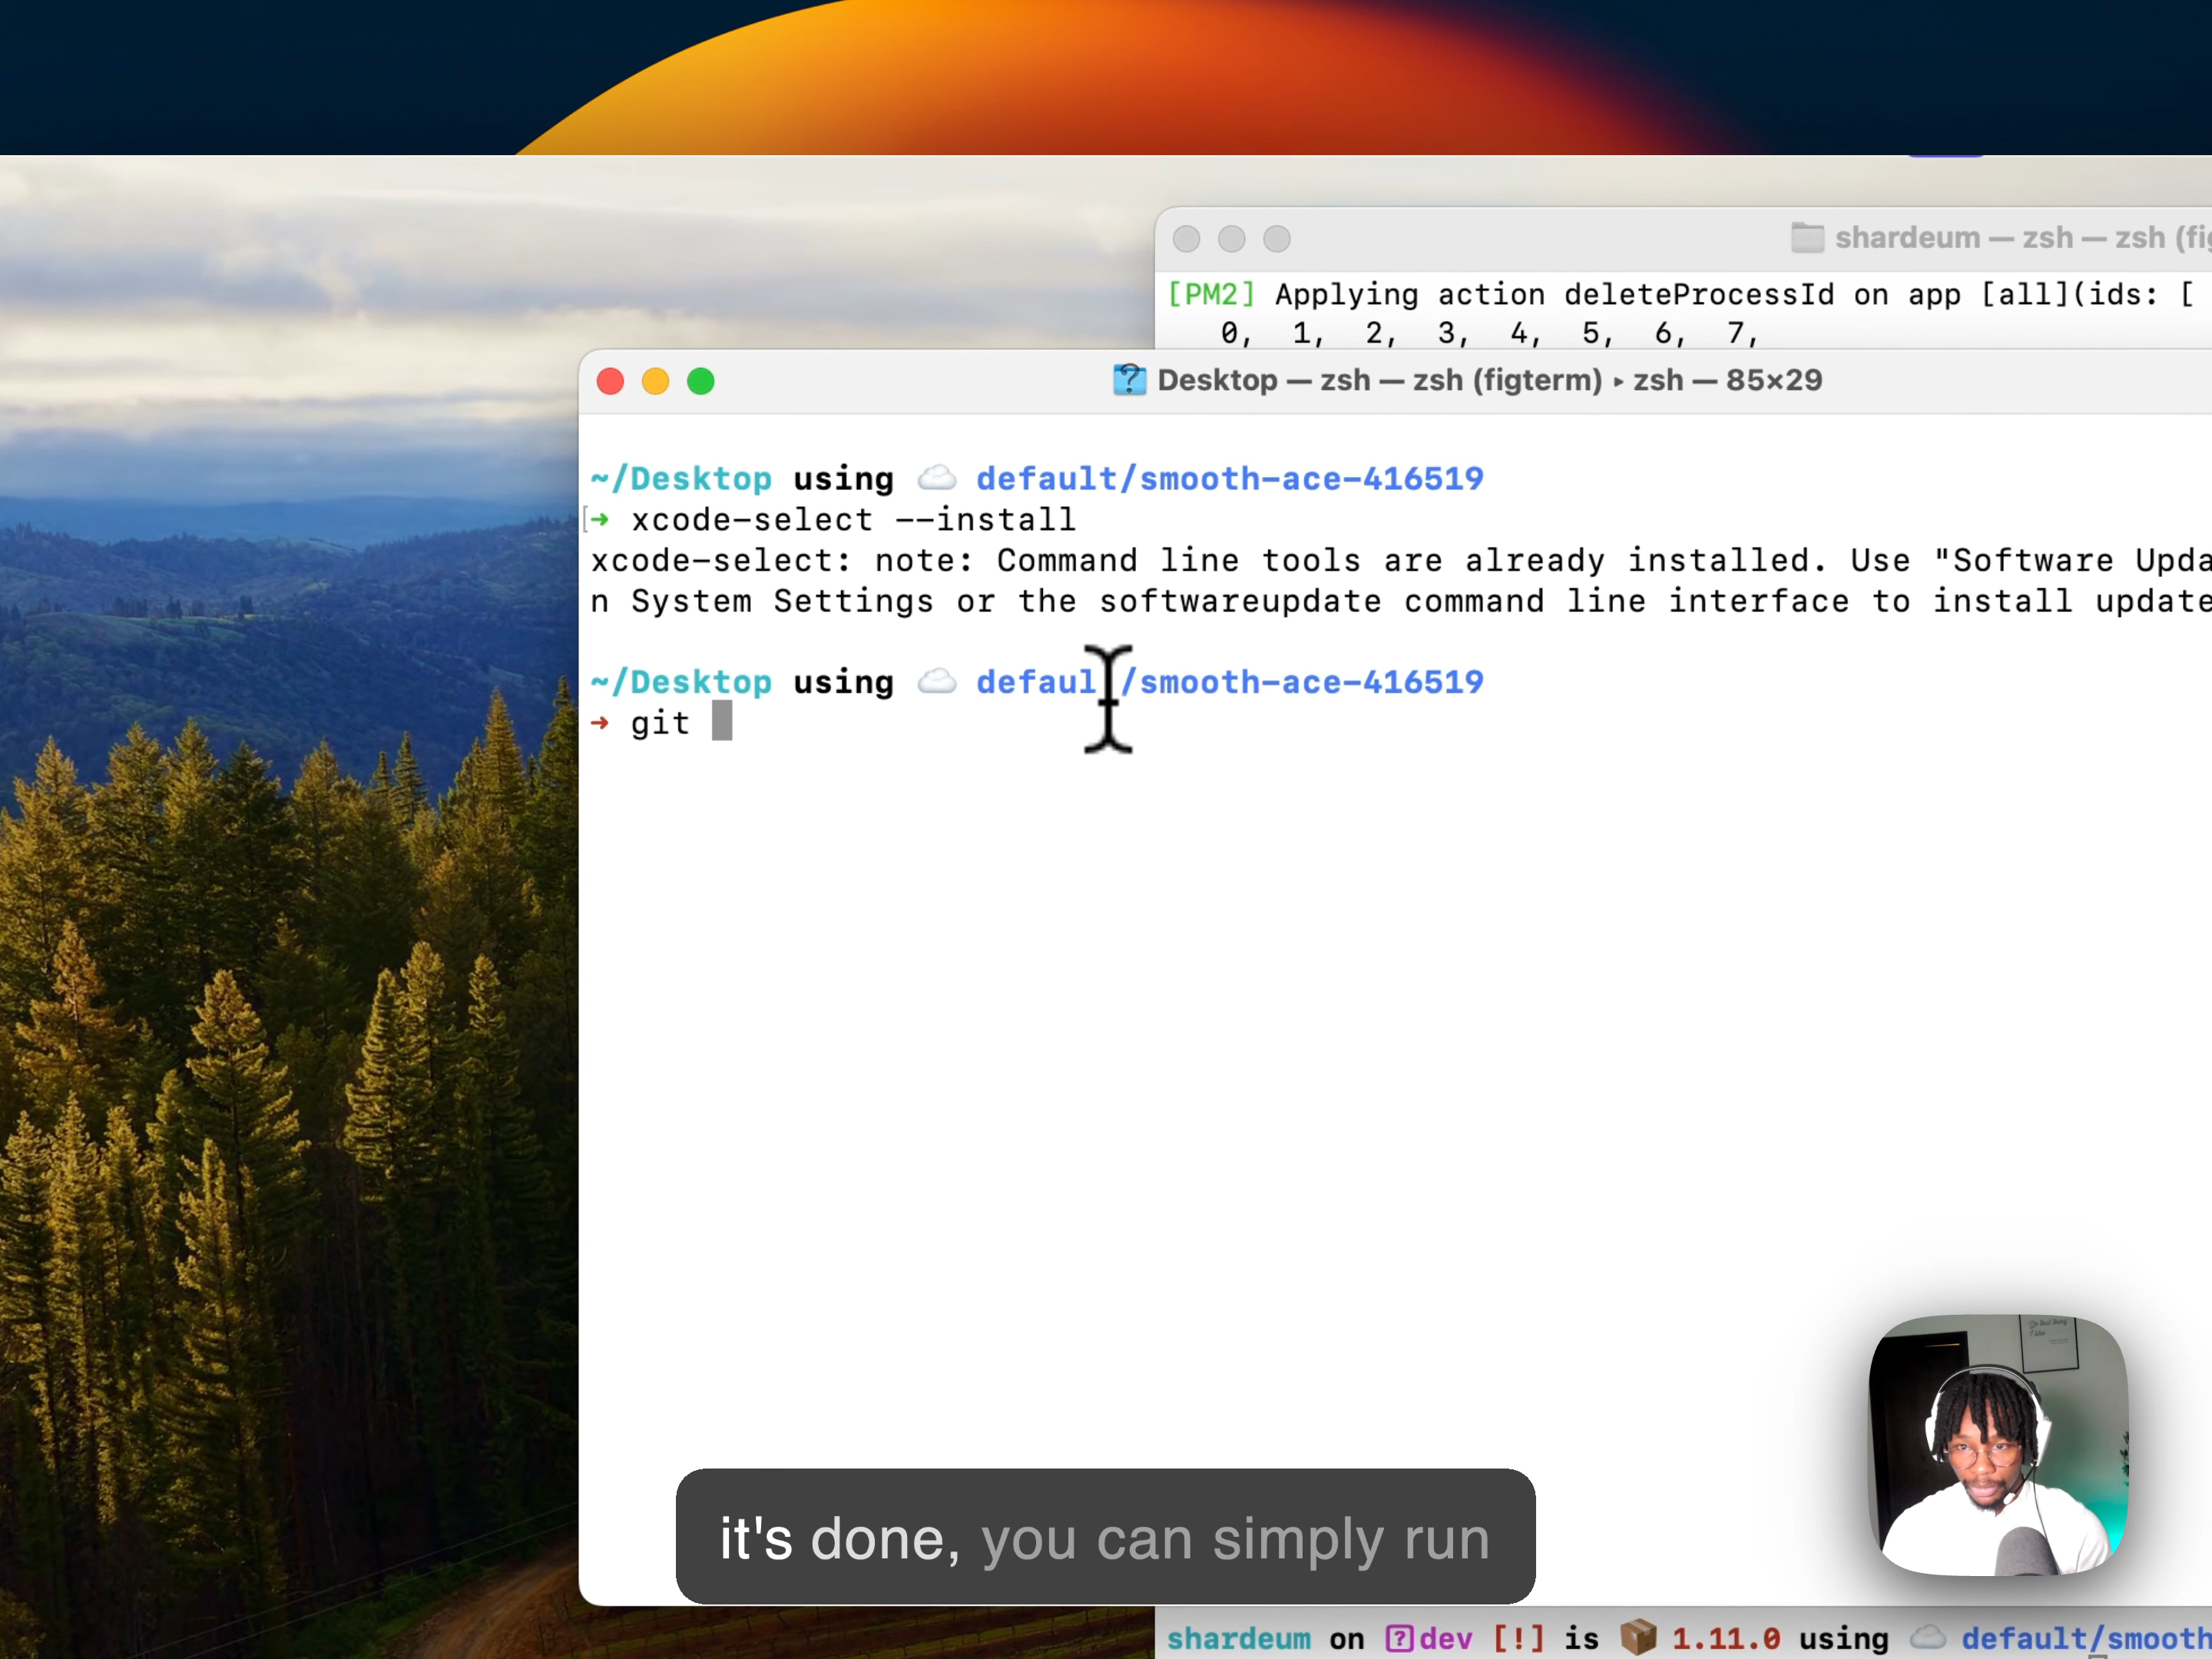 shardeum — zsh — zsh (fig
[PM2] Applying action deleteProcessId on app [all](ids: [
0, 1, 2, 3, 4, 5, 6, 7,
Desktop — zsh — zsh (figterm) ▸ zsh — 85×29
~/Desktop using ☁️ default/smooth-ace-416519
[➜ xcode-select --install
xcode-select: note: Command line tools are already installed. Use "Software Upda
n System Settings or the softwareupdate command line interface to install update
~/Desktop using ☁️ defaul/smooth-ace-416519
➜ git
it's done, you can simply run
shardeum on [?]dev [!] is 📦 1.11.0 using ☁️ default/smooth